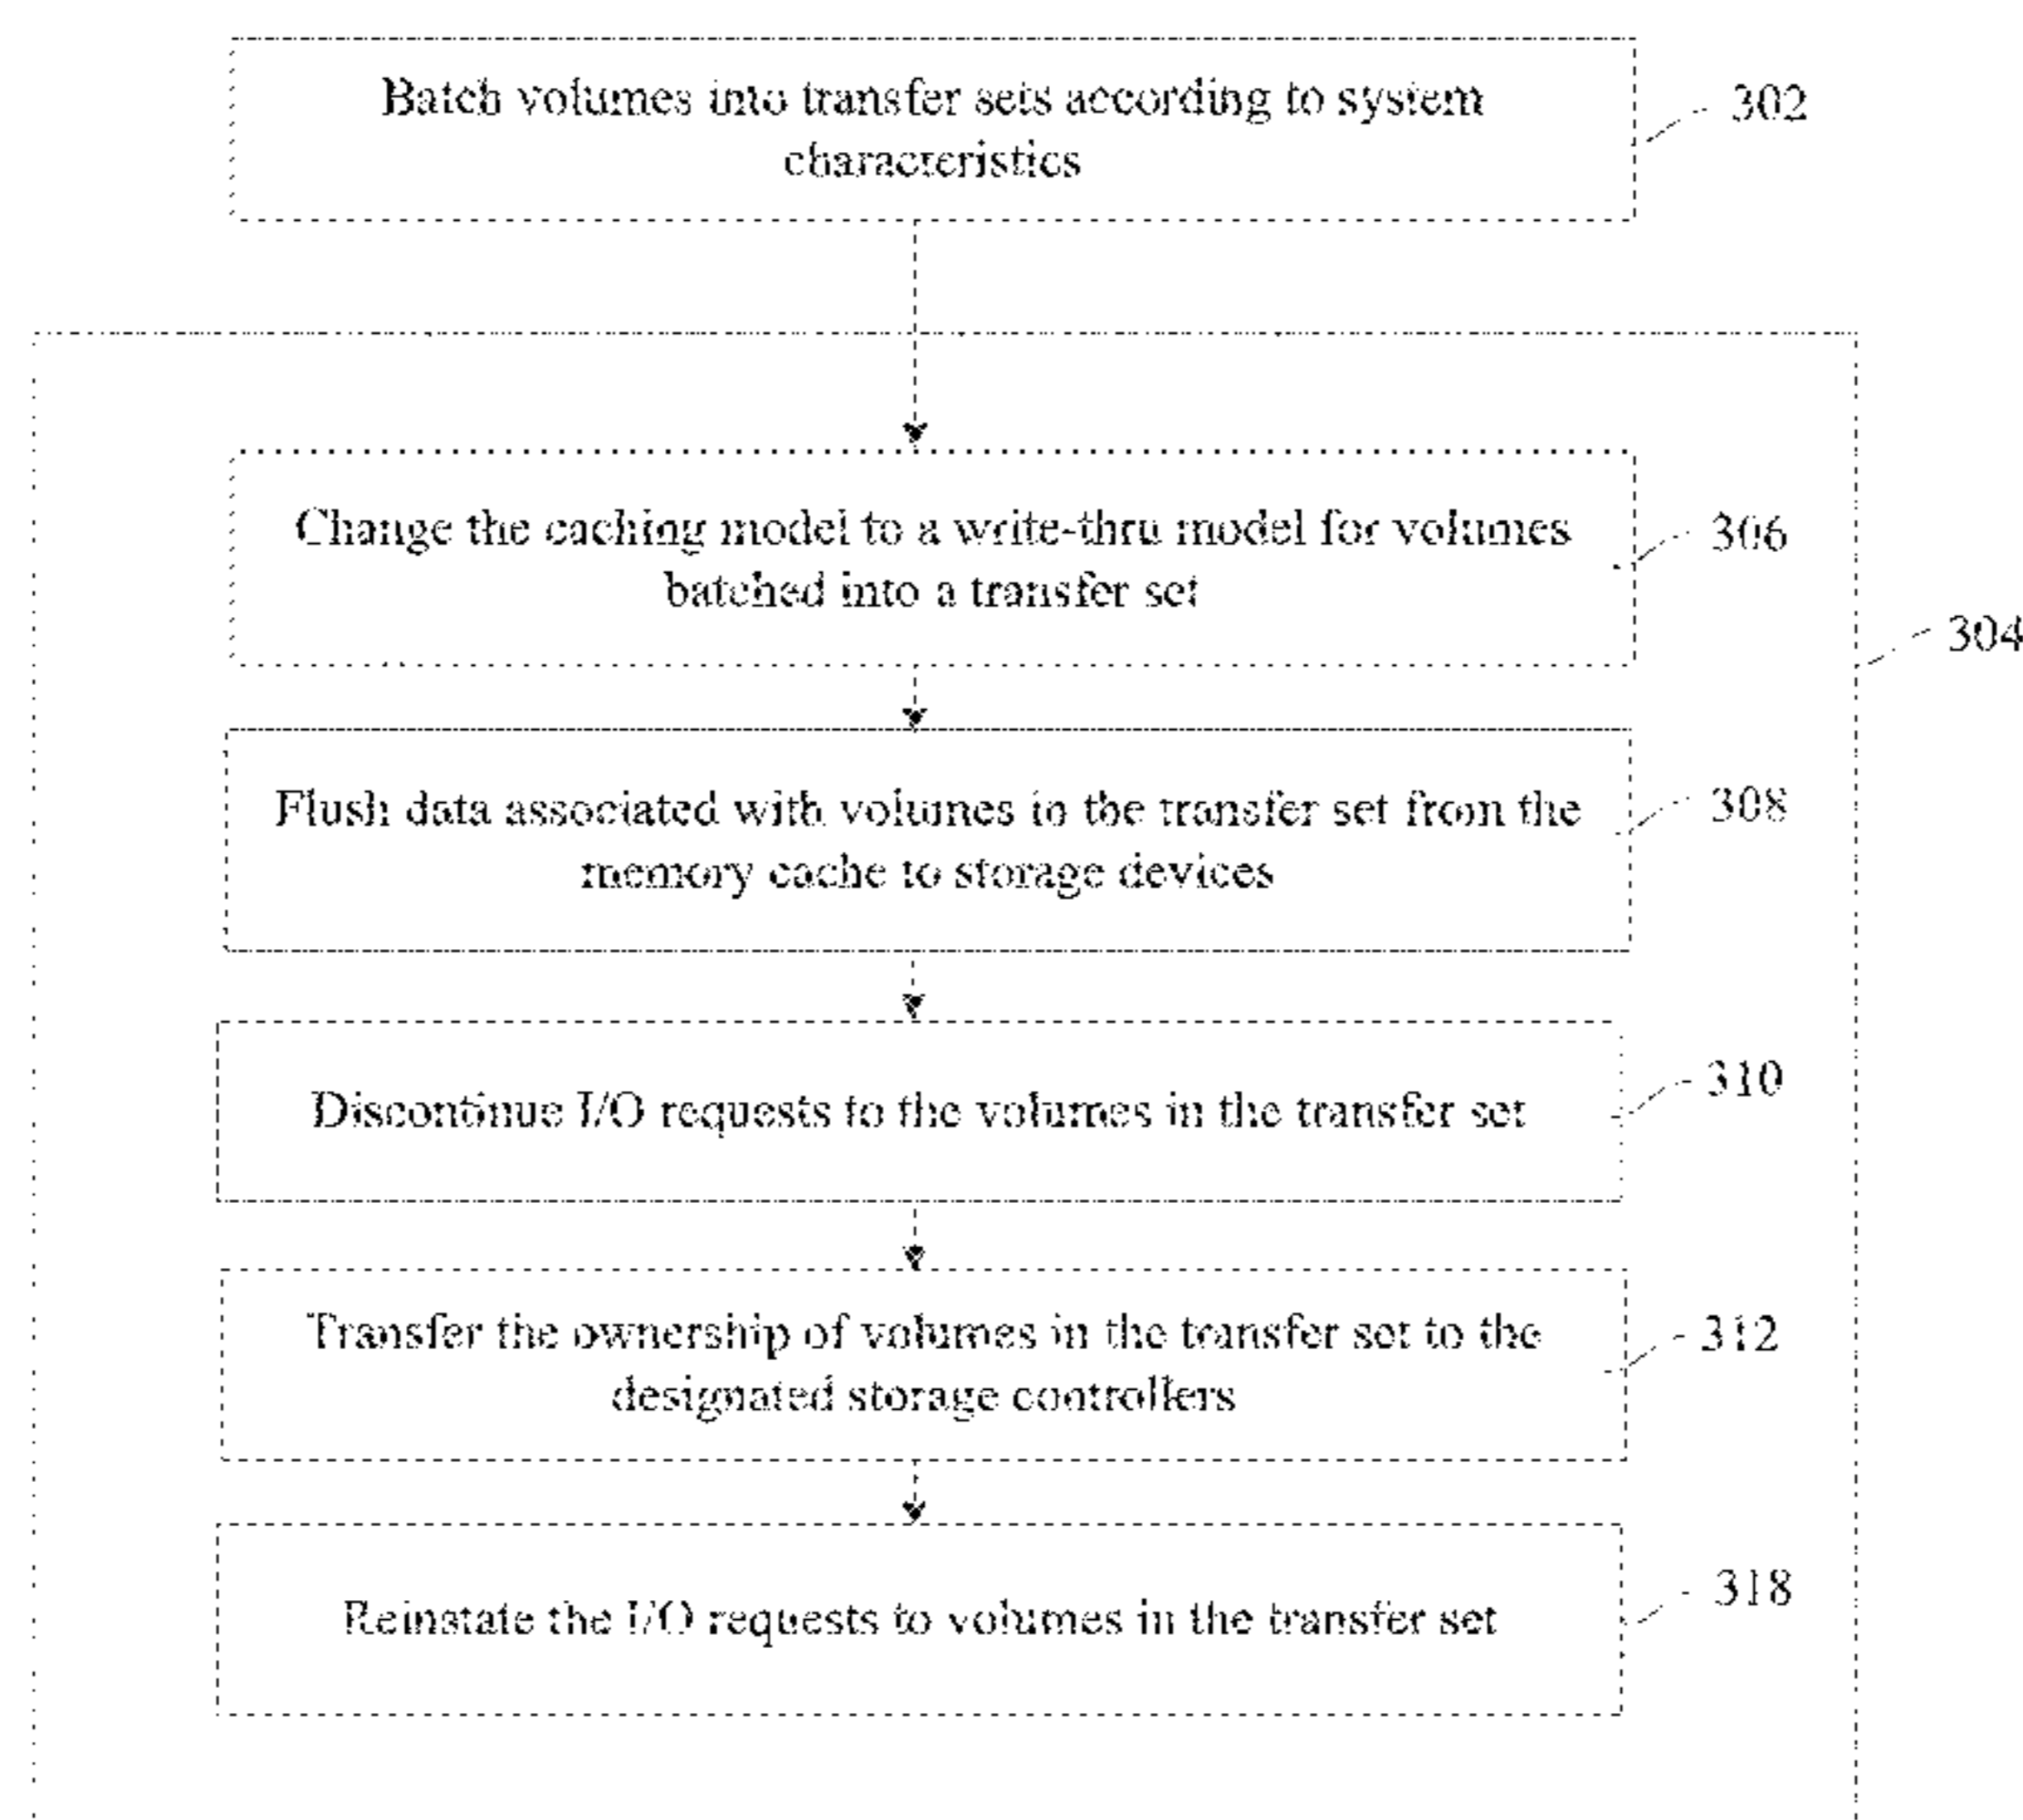 Batch volumes into transfer sets according to system
characteristics
302
Change the caching model to a write-thru model for volumes
batched into a transfer set
306
304
Flush data associated with volumes in the transfer set from the
memory cache to storage devices
308
Discontinue I/O requests to the volumes in the transfer set
310
Transfer the ownership of volumes in the transfer set to the
designated storage controllers
312
Reinstate the I/O requests to volumes in the transfer set
318